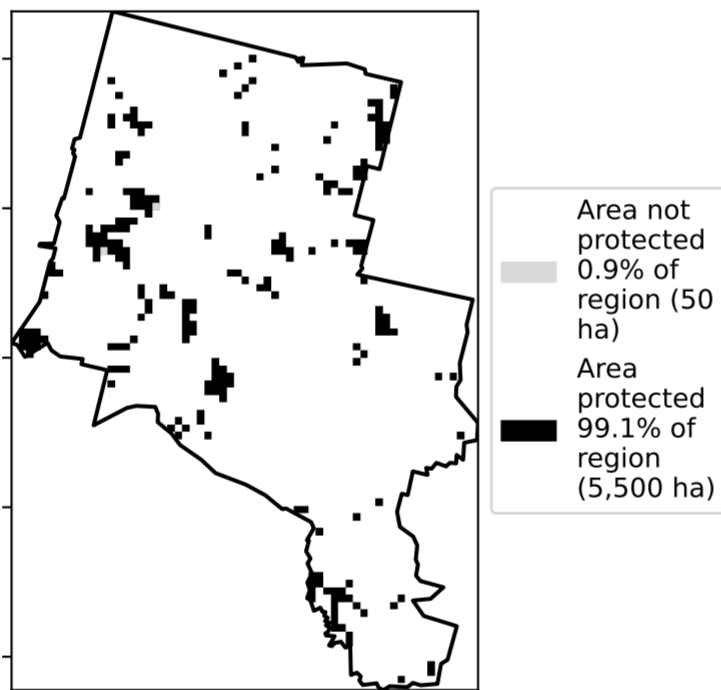 Area not
protected
0.9% of
region (50
ha)
Area
protected
99.1% of
region
(5,500 ha)